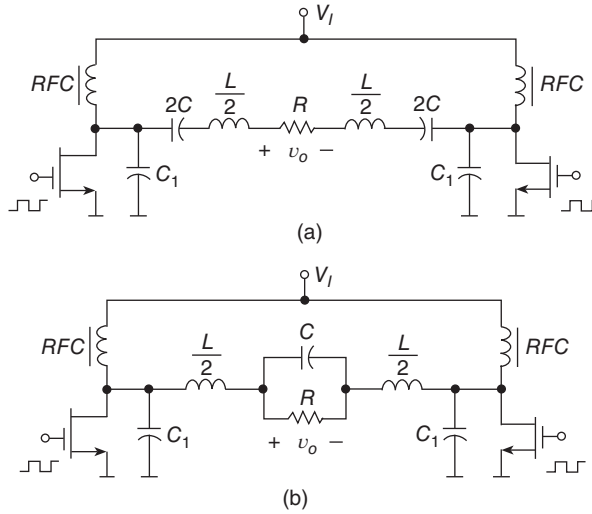 V_I
RFC
RFC
2C
L/2
R
L/2
2C
+ v_o −
C_1
C_1
(a)
V_I
RFC
RFC
L/2
C
L/2
R
+ v_o −
C_1
C_1
(b)